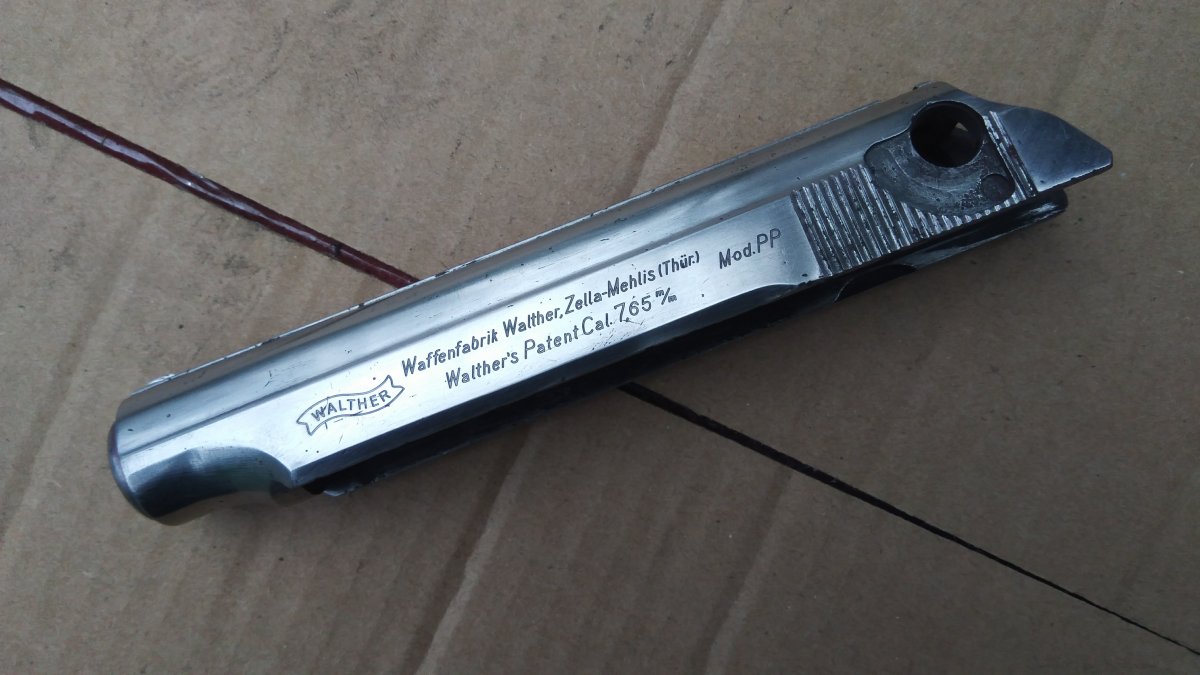 WALTHER
Waffenfabrik Walther, Zella-Mehlis (Thür.)
Walther's Patent Cal. 7,65 m/m
Mod. PP